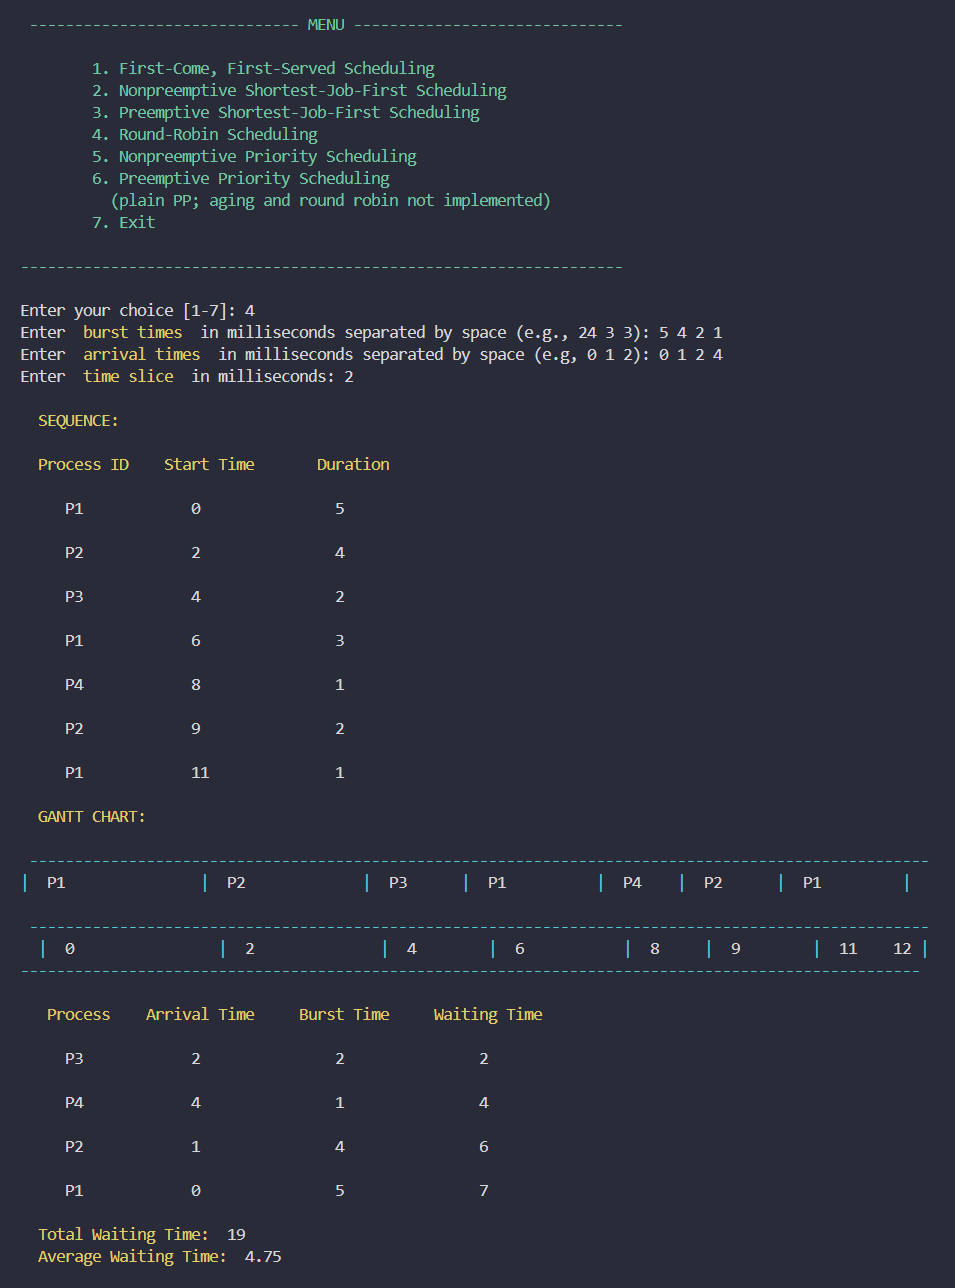 ------------------------------ MENU ------------------------------
1. First-Come, First-Served Scheduling
2. Nonpreemptive Shortest-Job-First Scheduling
3. Preemptive Shortest-Job-First Scheduling
4. Round-Robin Scheduling
5. Nonpreemptive Priority Scheduling
6. Preemptive Priority Scheduling
(plain PP; aging and round robin not implemented)
7. Exit
-------------------------------------------------------------------
Enter your choice [1-7]: 4
Enter  burst times  in milliseconds separated by space (e.g., 24 3 3): 5 4 2 1
Enter  arrival times  in milliseconds separated by space (e.g, 0 1 2): 0 1 2 4
Enter  time slice  in milliseconds: 2
SEQUENCE:
Process ID    Start Time       Duration
P1            0               5
P2            2               4
P3            4               2
P1            6               3
P4            8               1
P2            9               2
P1            11              1
GANTT CHART:
----------------------------------------------------------------------------------------------------
|  P1               |  P2             |  P3      |  P1          |  P4    |  P2      |  P1         |
----------------------------------------------------------------------------------------------------
|  0                |  2              |  4        |  6           |  8     |  9        |  11    12 |
----------------------------------------------------------------------------------------------------
Process    Arrival Time     Burst Time     Waiting Time
P3            2               2               2
P4            4               1               4
P2            1               4               6
P1            0               5               7
Total Waiting Time:  19
Average Waiting Time:  4.75